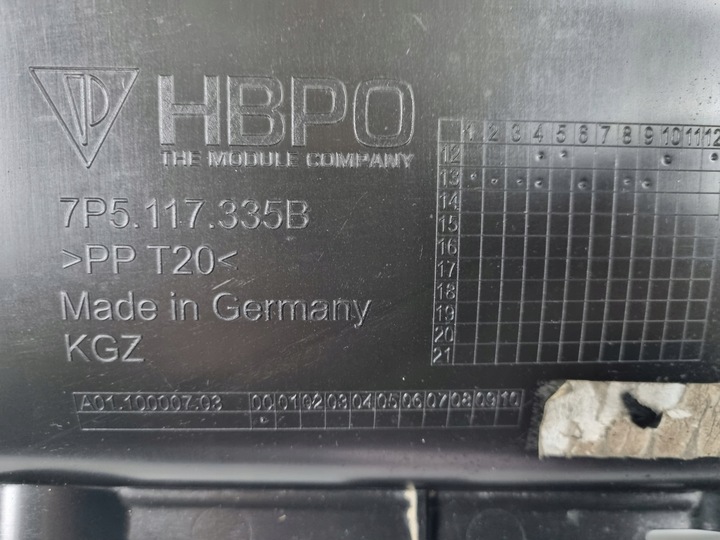 HBPO
THE MODULE COMPANY
7P5.117.335B
>PP T20<
Made in Germany
KGZ
1 2 3 4 5 6 7 8 9 10 11 12
12
13
14
15
16
17
18
19
20
21
A01.100007.03 00 01 02 03 04 05 06 07 08 09 10